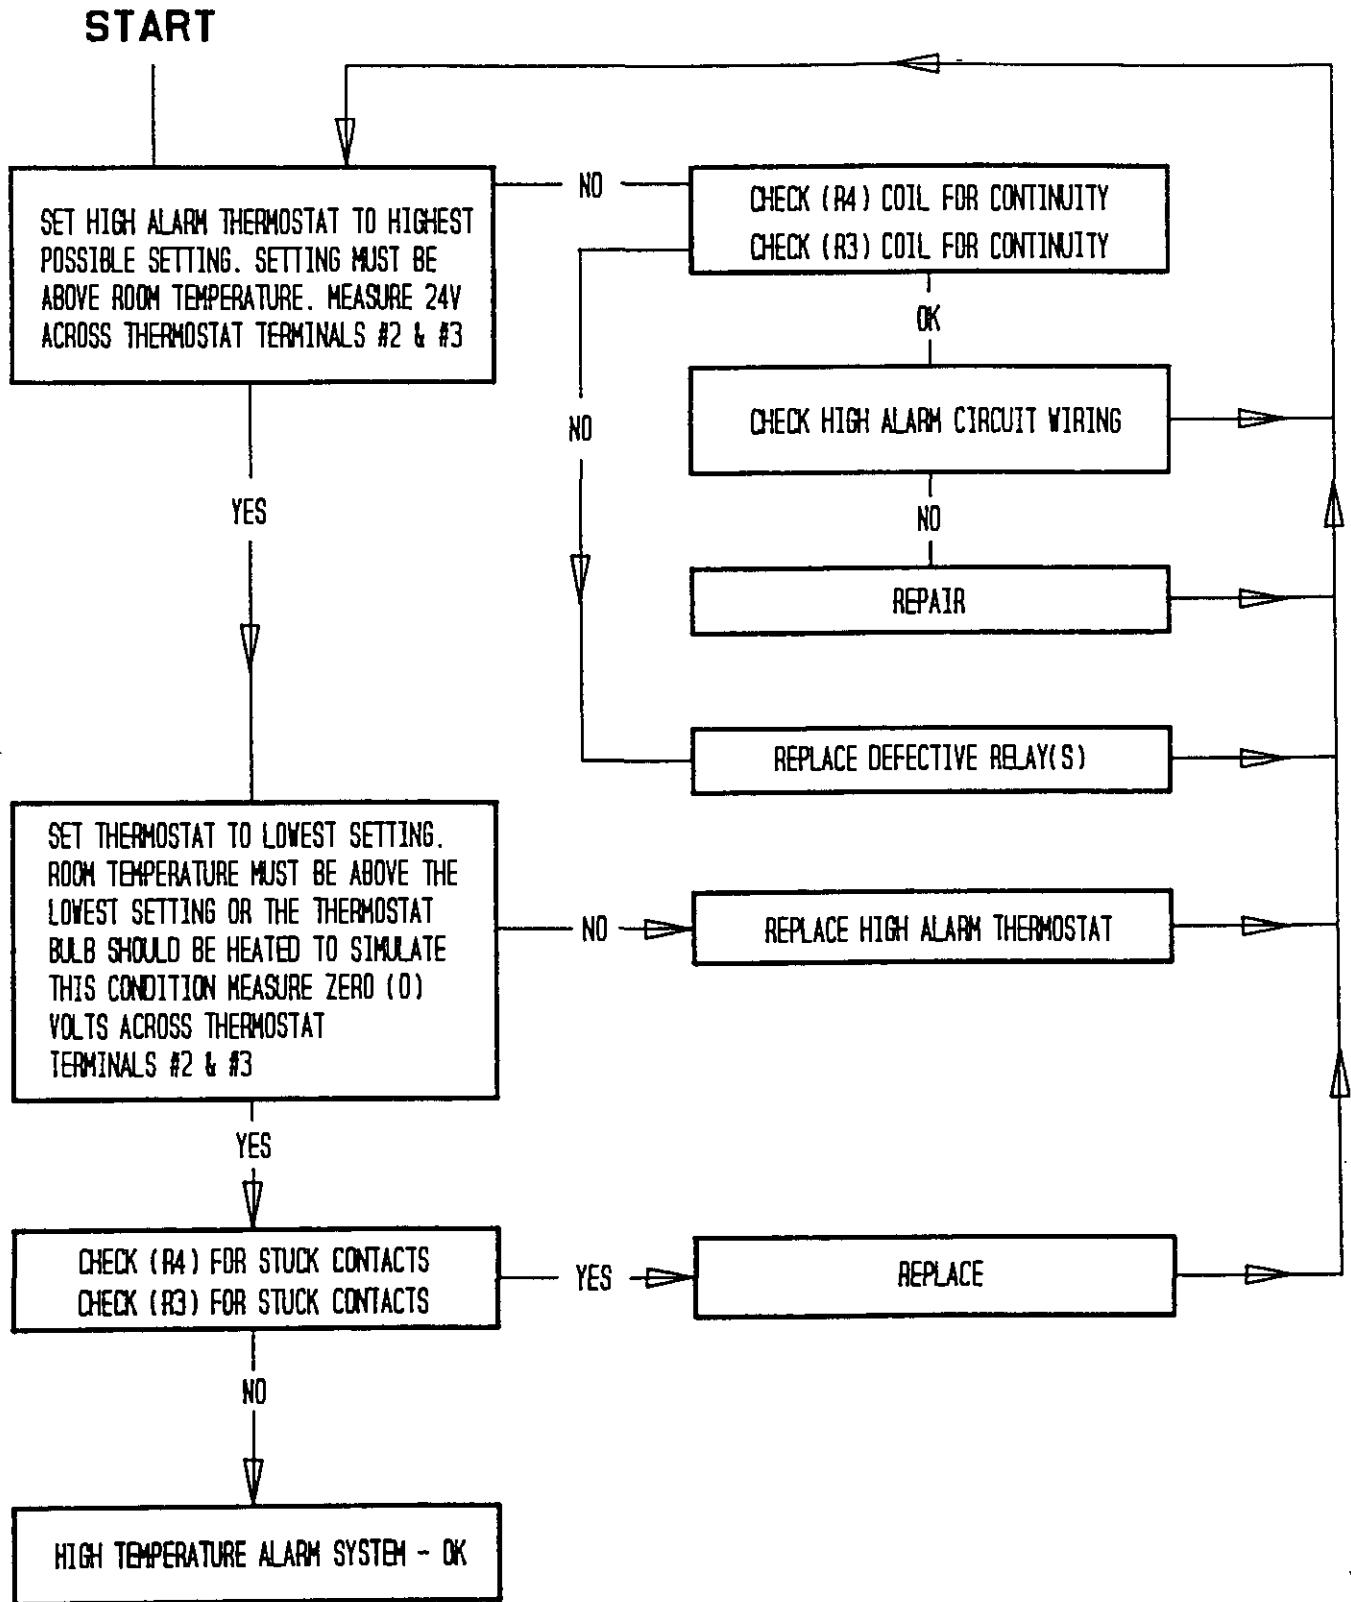 START
SET HIGH ALARM THERMOSTAT TO HIGHEST
POSSIBLE SETTING. SETTING MUST BE
ABOVE ROOM TEMPERATURE. MEASURE 24V
ACROSS THERMOSTAT TERMINALS #2 & #3
NO
CHECK (R4) COIL FOR CONTINUITY
CHECK (R3) COIL FOR CONTINUITY
OK
NO
CHECK HIGH ALARM CIRCUIT WIRING
YES
NO
REPAIR
REPLACE DEFECTIVE RELAY(S)
SET THERMOSTAT TO LOWEST SETTING.
ROOM TEMPERATURE MUST BE ABOVE THE
LOWEST SETTING OR THE THERMOSTAT
BULB SHOULD BE HEATED TO SIMULATE
THIS CONDITION MEASURE ZERO (0)
VOLTS ACROSS THERMOSTAT
TERMINALS #2 & #3
NO
REPLACE HIGH ALARM THERMOSTAT
YES
CHECK (R4) FOR STUCK CONTACTS
CHECK (R3) FOR STUCK CONTACTS
YES
REPLACE
NO
HIGH TEMPERATURE ALARM SYSTEM - OK